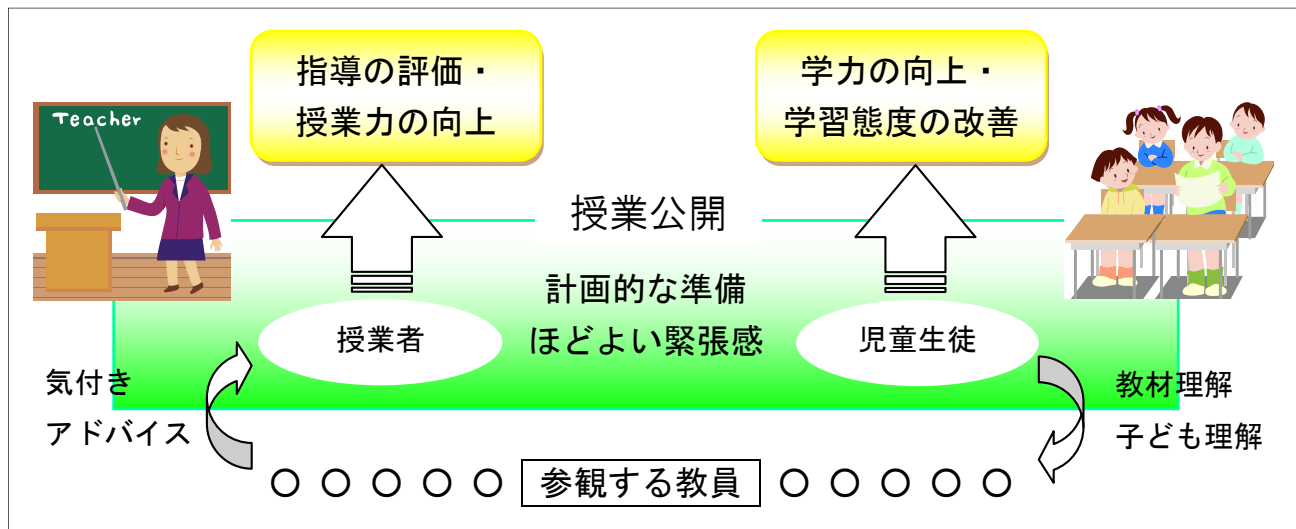 指導の評価・
授業力の向上
学力の向上・
学習態度の改善
Teacher
授業公開
計画的な準備
ほどよい緊張感
授業者
児童生徒
気付き
アドバイス
教材理解
子ども理解
○ ○ ○ ○ ○ 参観する教員 ○ ○ ○ ○ ○